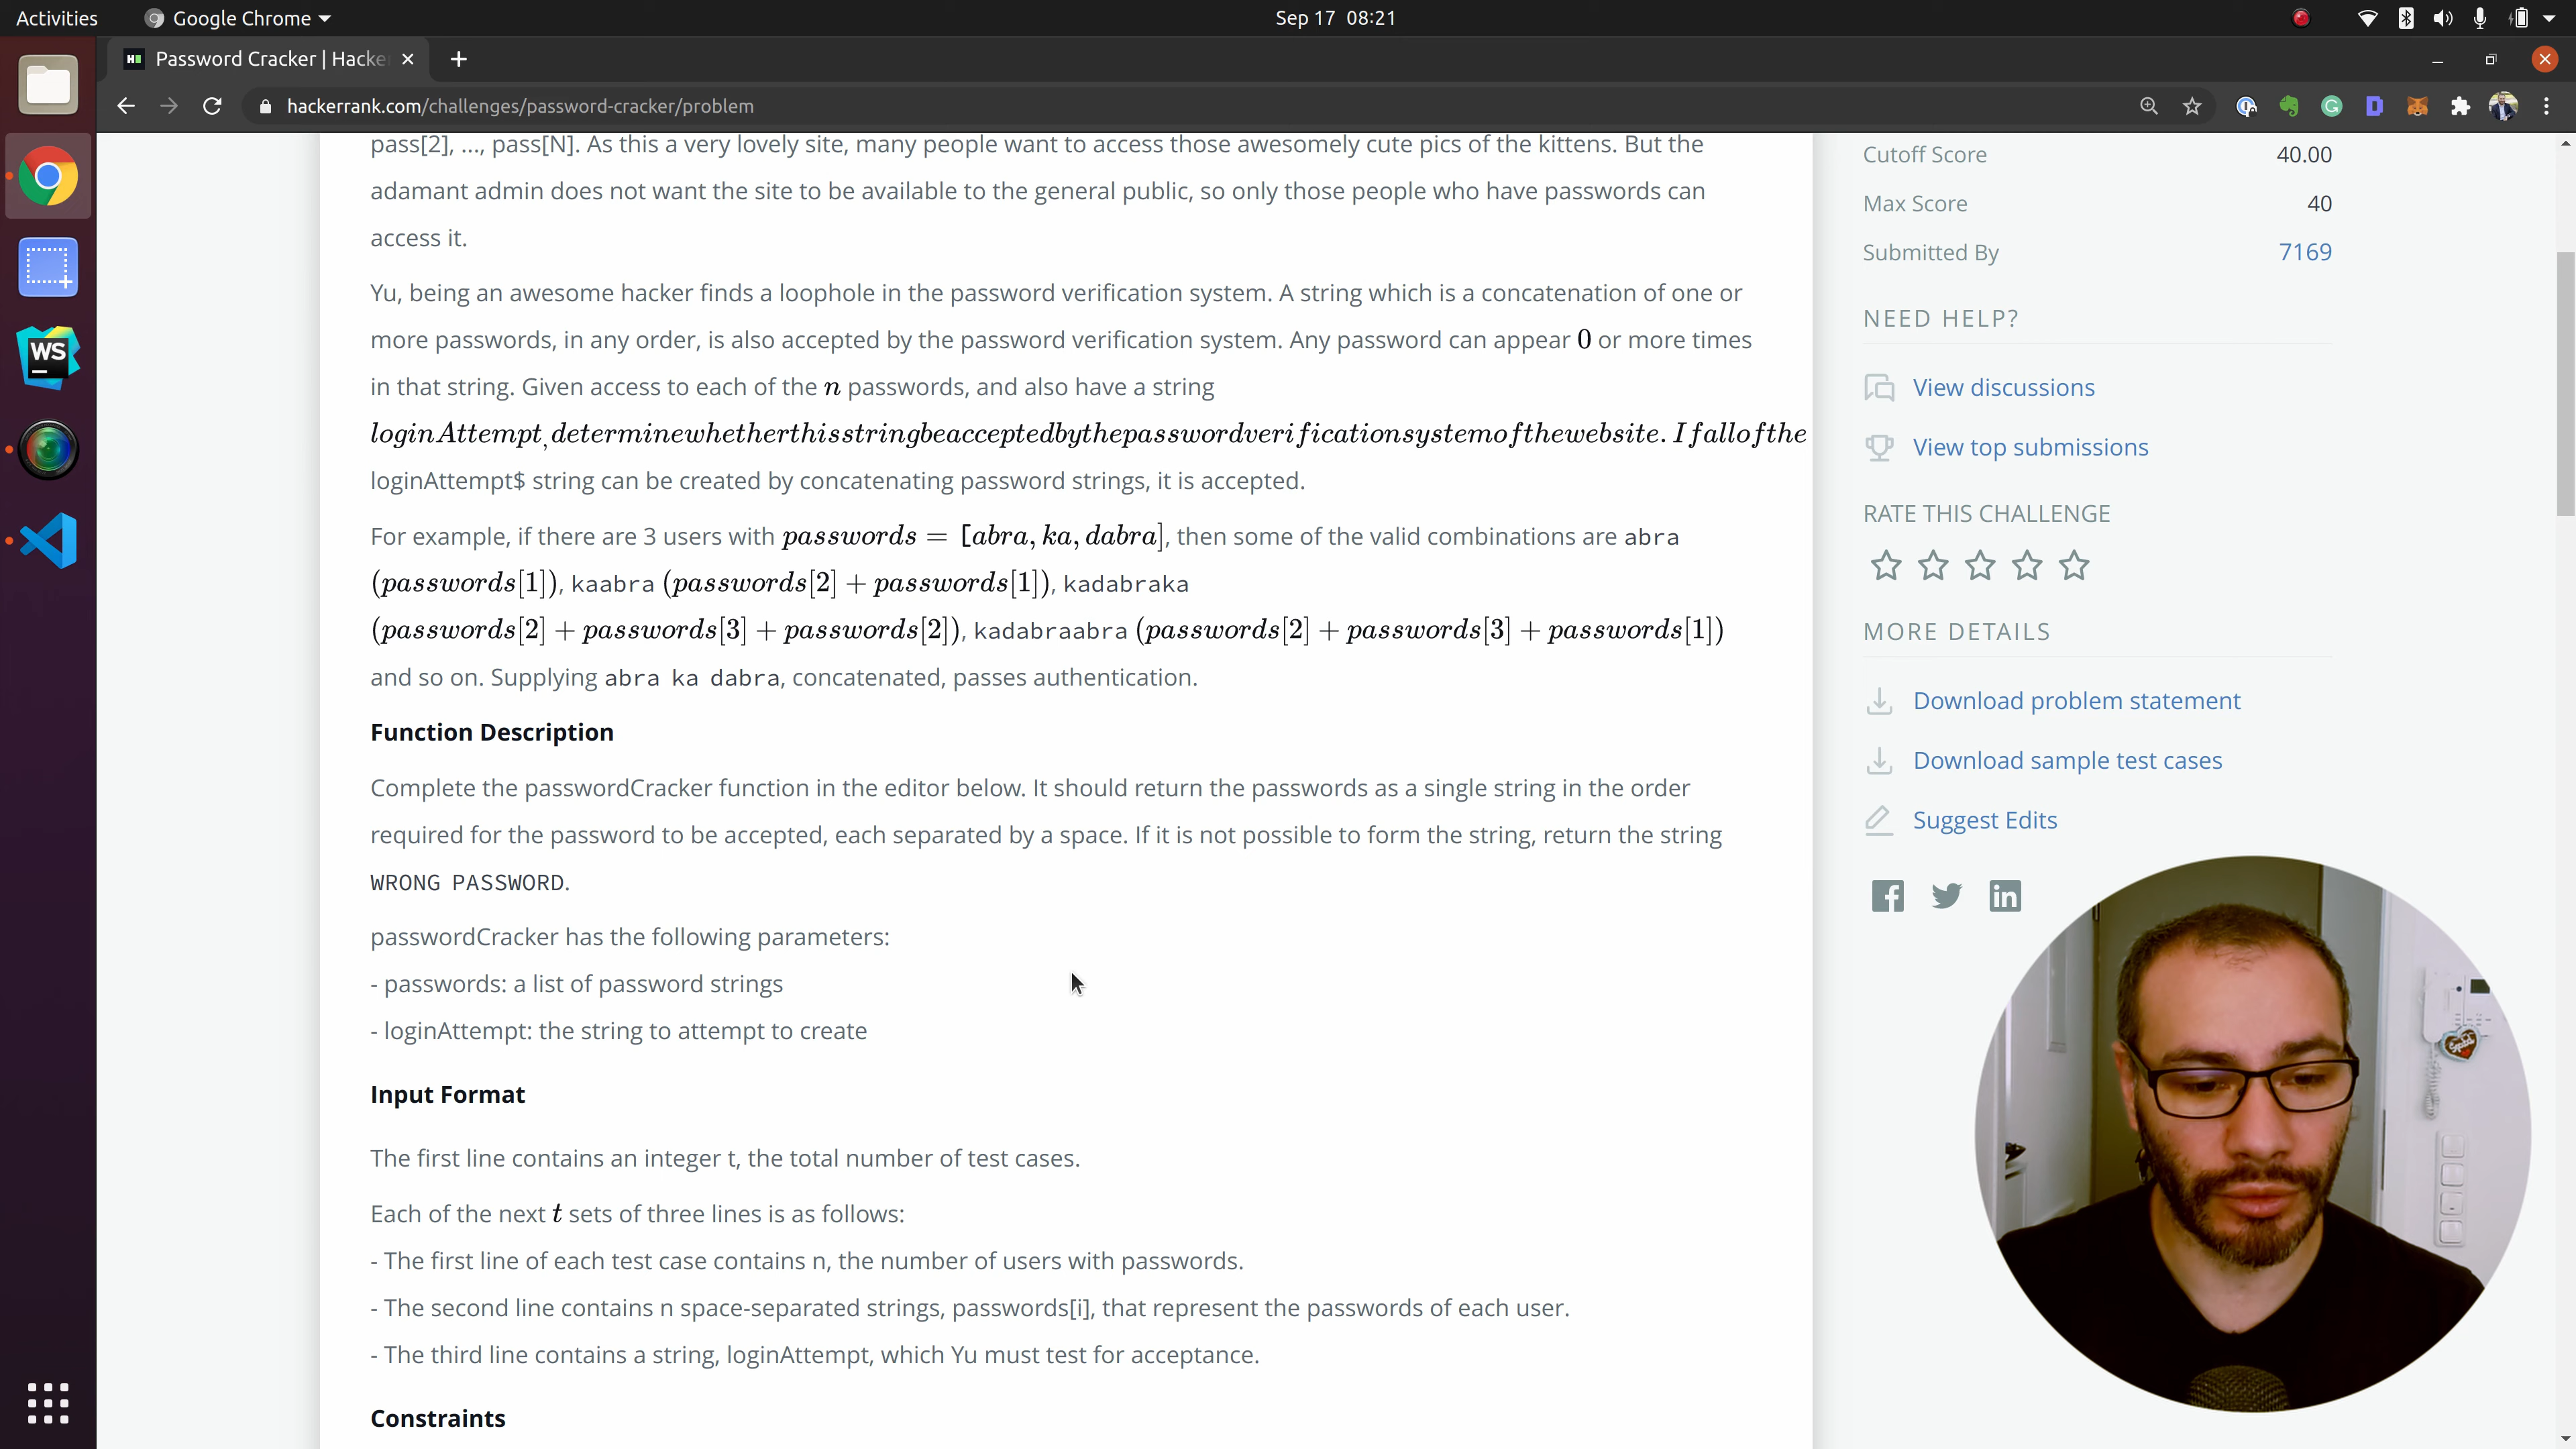 Activities
Google Chrome
Sep 17 08:21
Password Cracker | Hacke
hackerrank.com/challenges/password-cracker/problem
WS
pass[2], ..., pass[N]. As this a very lovely site, many people want to access those awesomely cute pics of the kittens. But the
adamant admin does not want the site to be available to the general public, so only those people who have passwords can
access it.
Yu, being an awesome hacker finds a loophole in the password verification system. A string which is a concatenation of one or
more passwords, in any order, is also accepted by the password verification system. Any password can appear 0 or more times
in that string. Given access to each of the n passwords, and also have a string
loginAttempt,determinewhetherthisstringbeacceptedbythepasswordverificationsystemofthewebsite.Ifallofthe
loginAttempt$ string can be created by concatenating password strings, it is accepted.
For example, if there are 3 users with passwords = [abra, ka, dabra], then some of the valid combinations are abra
(passwords[1]), kaabra (passwords[2] + passwords[1]), kadabraka
(passwords[2] + passwords[3] + passwords[2]), kadabraabra (passwords[2] + passwords[3] + passwords[1])
and so on. Supplying abra ka dabra, concatenated, passes authentication.
Function Description
Complete the passwordCracker function in the editor below. It should return the passwords as a single string in the order
required for the password to be accepted, each separated by a space. If it is not possible to form the string, return the string
WRONG PASSWORD.
passwordCracker has the following parameters:
- passwords: a list of password strings
- loginAttempt: the string to attempt to create
Input Format
The first line contains an integer t, the total number of test cases.
Each of the next t sets of three lines is as follows:
- The first line of each test case contains n, the number of users with passwords.
- The second line contains n space-separated strings, passwords[i], that represent the passwords of each user.
- The third line contains a string, loginAttempt, which Yu must test for acceptance.
Constraints
Cutoff Score 40.00
Max Score 40
Submitted By 7169
NEED HELP?
View discussions
View top submissions
RATE THIS CHALLENGE
MORE DETAILS
Download problem statement
Download sample test cases
Suggest Edits